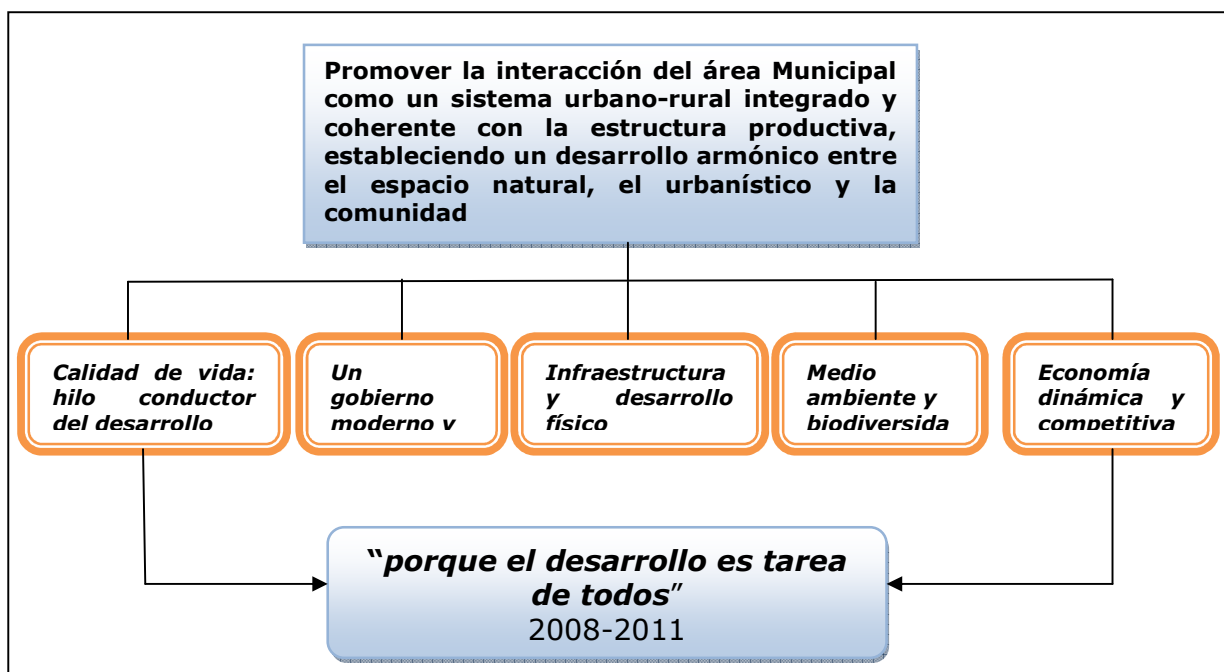 Promover la interacción del área Municipal
como un sistema urbano-rural integrado y
coherente con la estructura productiva,
estableciendo un desarrollo armónico entre
el espacio natural, el urbanístico y la
comunidad
Calidad de vida:
hilo conductor
del desarrollo
Un
gobierno
moderno y
Infraestructura
y desarrollo
físico
Medio
ambiente y
biodiversida
Economía
dinámica y
competitiva
“porque el desarrollo es tarea
de todos”
2008-2011